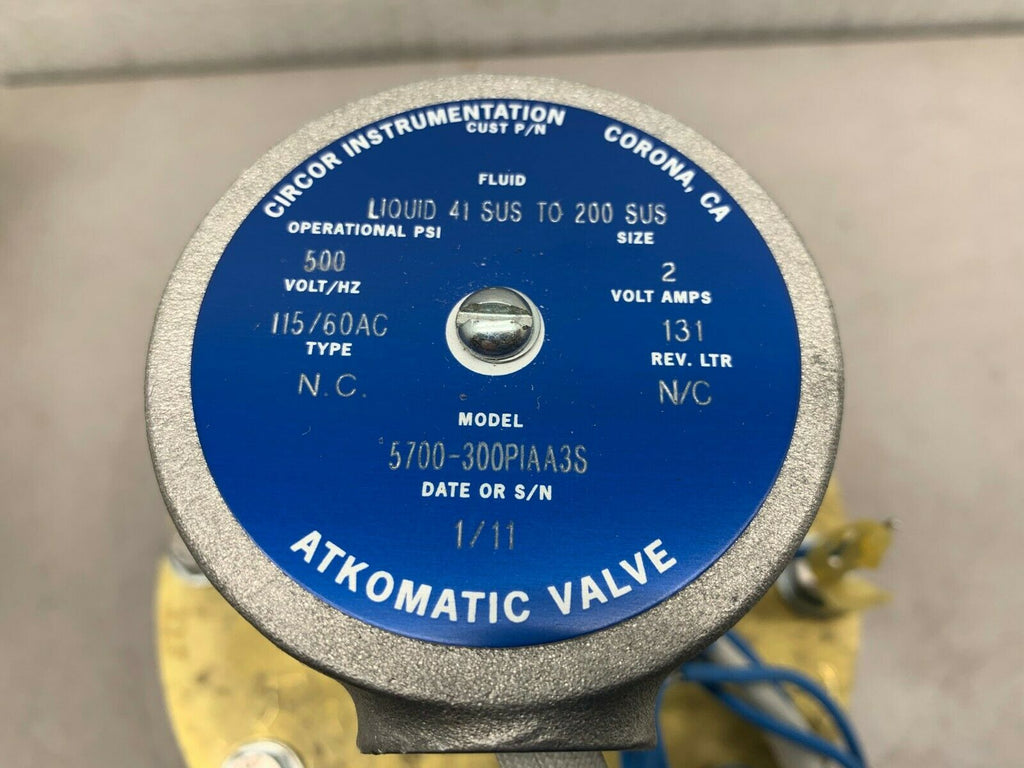 CIRCOR INSTRUMENTATION CORONA, CA
CUST P/N
FLUID
LIQUID 41 SUS TO 200 SUS
OPERATIONAL PSI SIZE
500 2
VOLT/HZ VOLT AMPS
115/60AC 131
TYPE REV. LTR
N.C. N/C
MODEL
5700-300PIAA3S
DATE OR S/N
1/11
ATKOMATIC VALVE